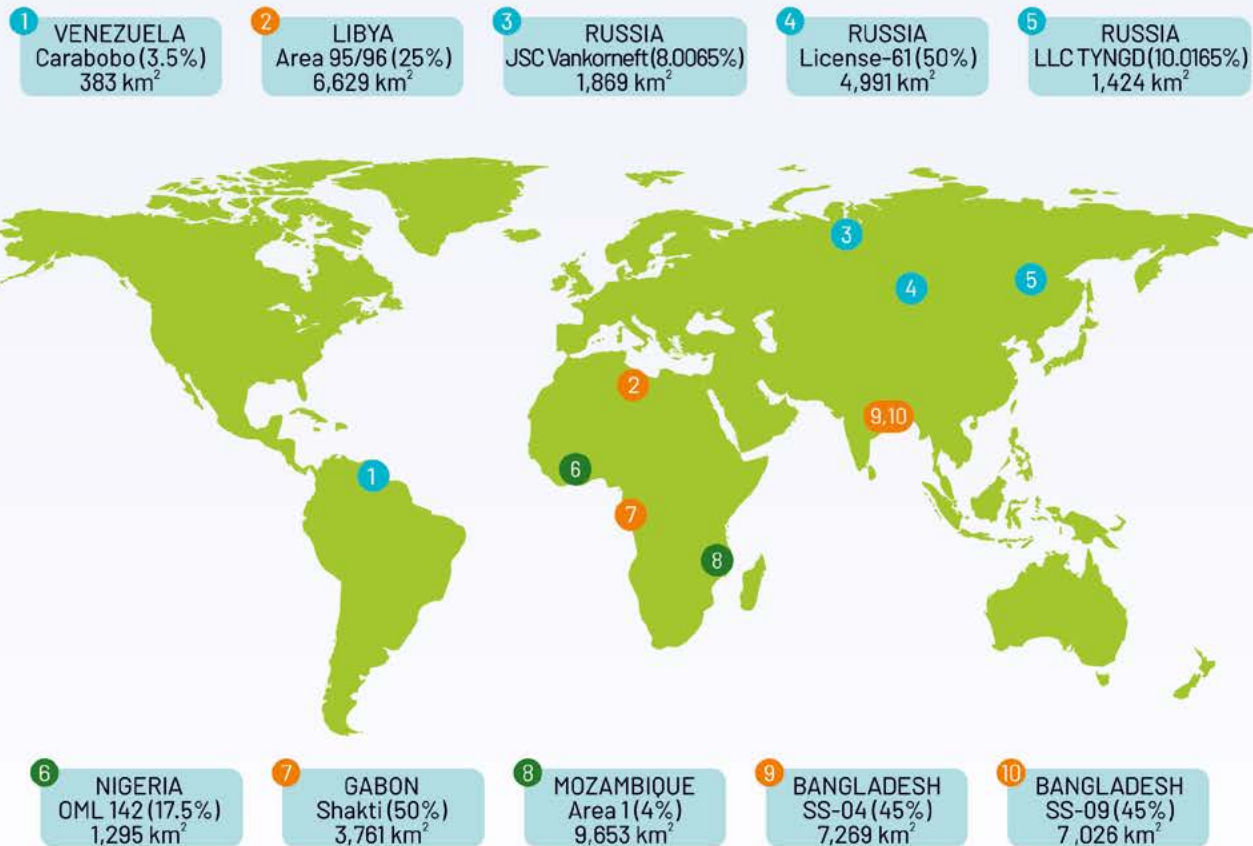 1
VENEZUELA
Carabobo (3.5%)
383 km²
2
LIBYA
Area 95/96 (25%)
6,629 km²
3
RUSSIA
JSC Vankorneft (8.0065%)
1,869 km²
4
RUSSIA
License-61 (50%)
4,991 km²
5
RUSSIA
LLC TYNGD (10.0165%)
1,424 km²
3
4
5
2
9,10
1
6
7
8
6
NIGERIA
OML 142 (17.5%)
1,295 km²
7
GABON
Shakti (50%)
3,761 km²
8
MOZAMBIQUE
Area 1 (4%)
9,653 km²
9
BANGLADESH
SS-04 (45%)
7,269 km²
10
BANGLADESH
SS-09 (45%)
7,026 km²